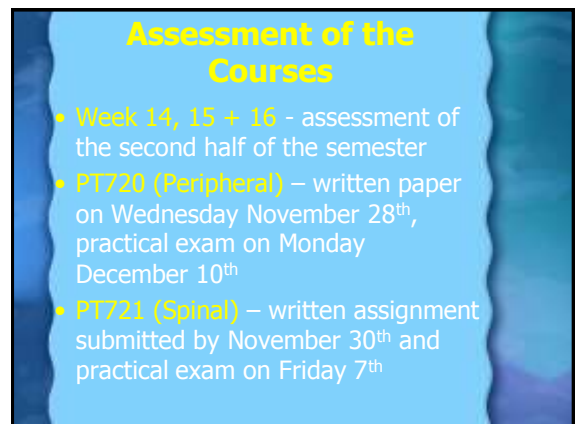 Assessment of the
Courses
• Week 14, 15 + 16 - assessment of
the second half of the semester
• PT720 (Peripheral) – written paper
on Wednesday November 28th,
practical exam on Monday
December 10th
• PT721 (Spinal) – written assignment
submitted by November 30th and
practical exam on Friday 7th